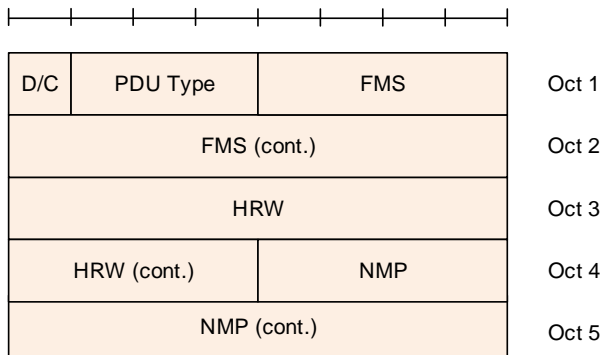 D/C PDU Type FMS Oct 1
FMS (cont.) Oct 2
HRW Oct 3
HRW (cont.) NMP Oct 4
NMP (cont.) Oct 5